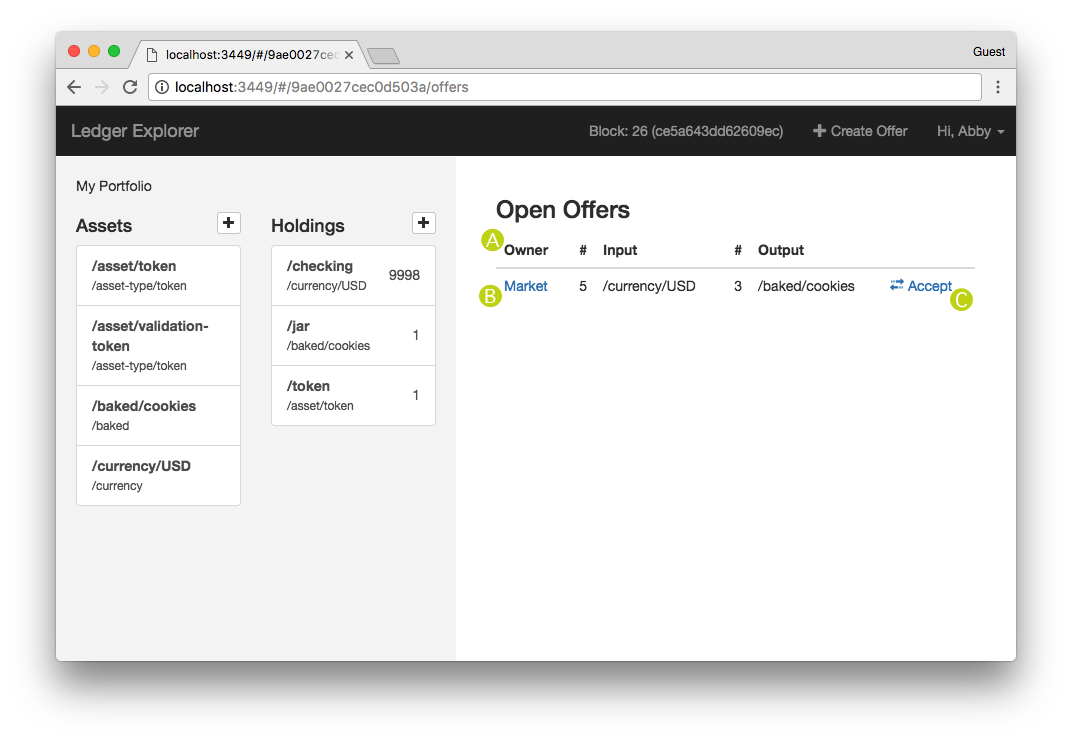 localhost:3449/#/9ae0027cec
Guest
localhost:3449/#/9ae0027cec0d503a/offers
Ledger Explorer
Block: 26 (ce5a643dd62609ec)
Create Offer
Hi, Abby
My Portfolio
Assets
+
/asset/token
/asset-type/token
/asset/validation-
token
/asset-type/token
/baked/cookies
/baked
/currency/USD
/currency
Holdings
+
/checking 9998
/currency/USD
/jar 1
/baked/cookies
/token 1
/asset/token
Open Offers
A Owner # Input # Output
B Market 5 /currency/USD 3 /baked/cookies Accept C